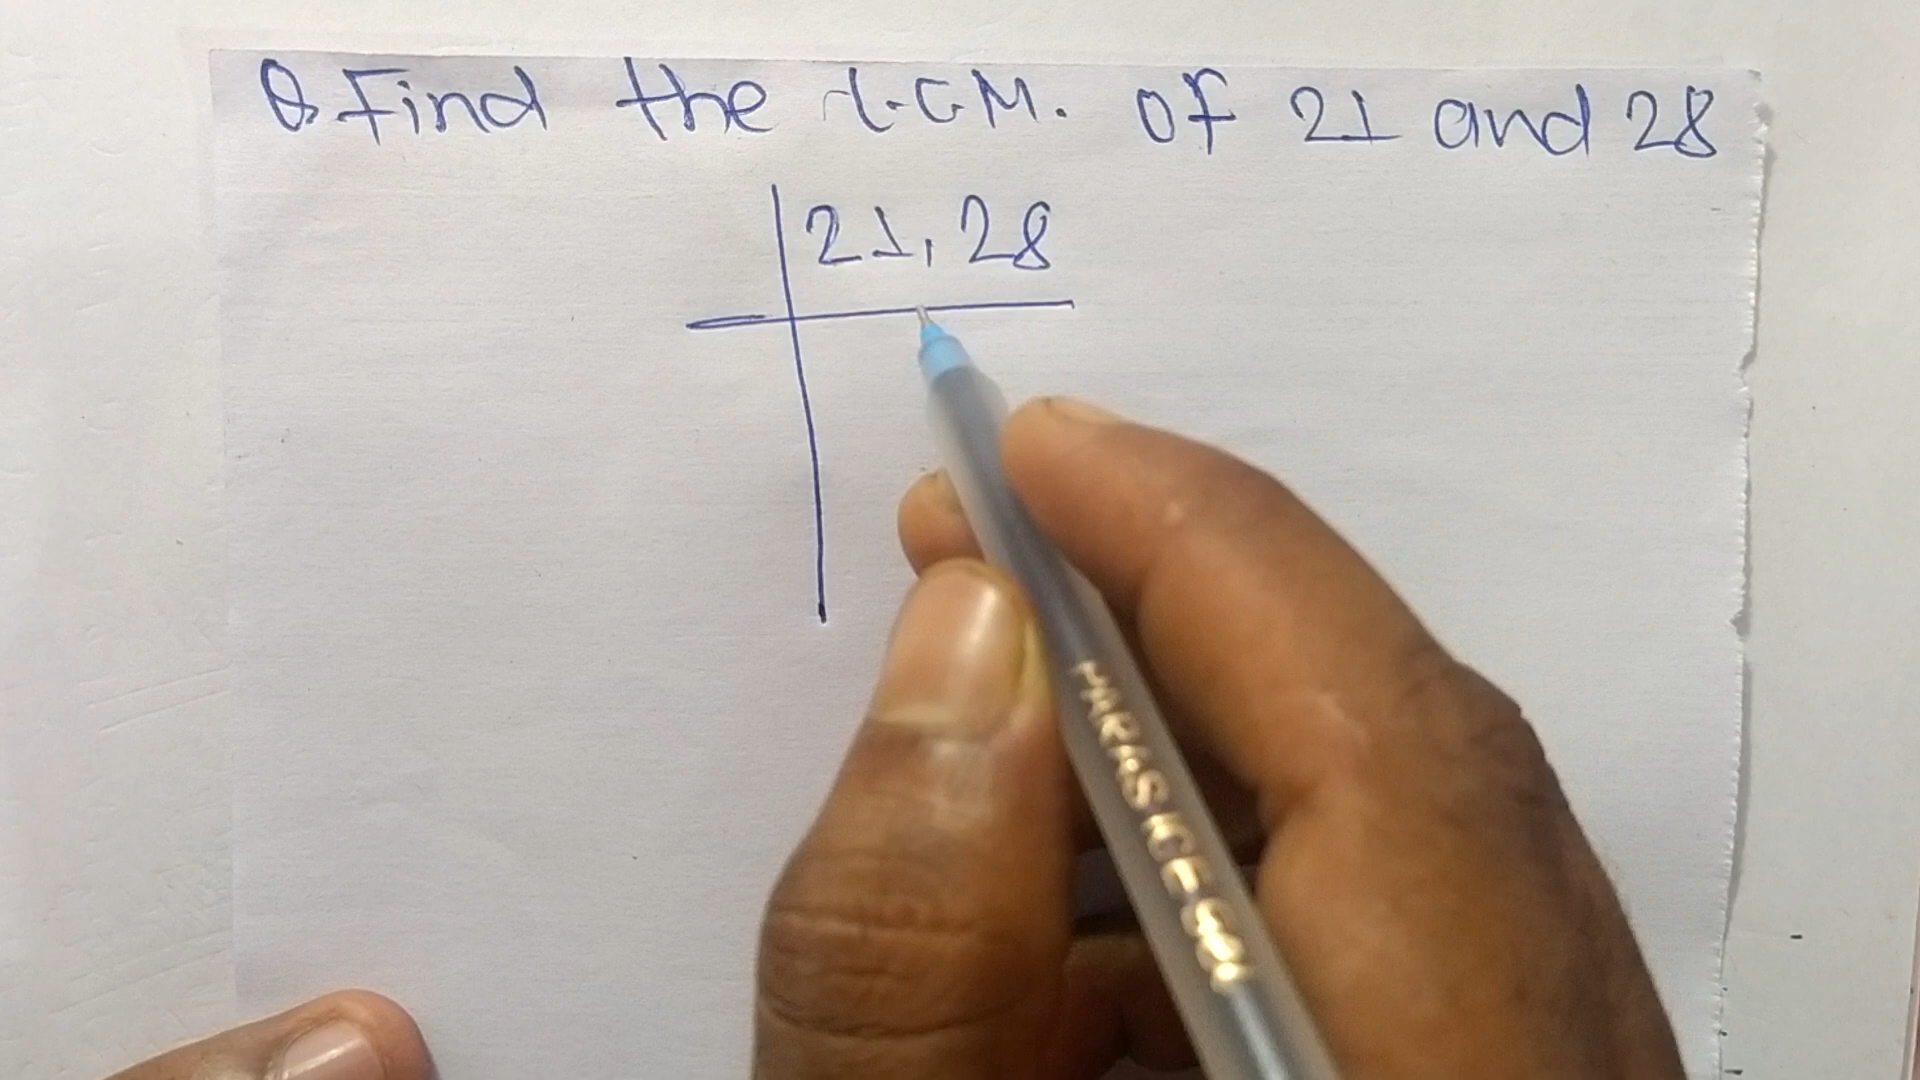 Q Find the L.C.M. of 21 and 28
21, 28